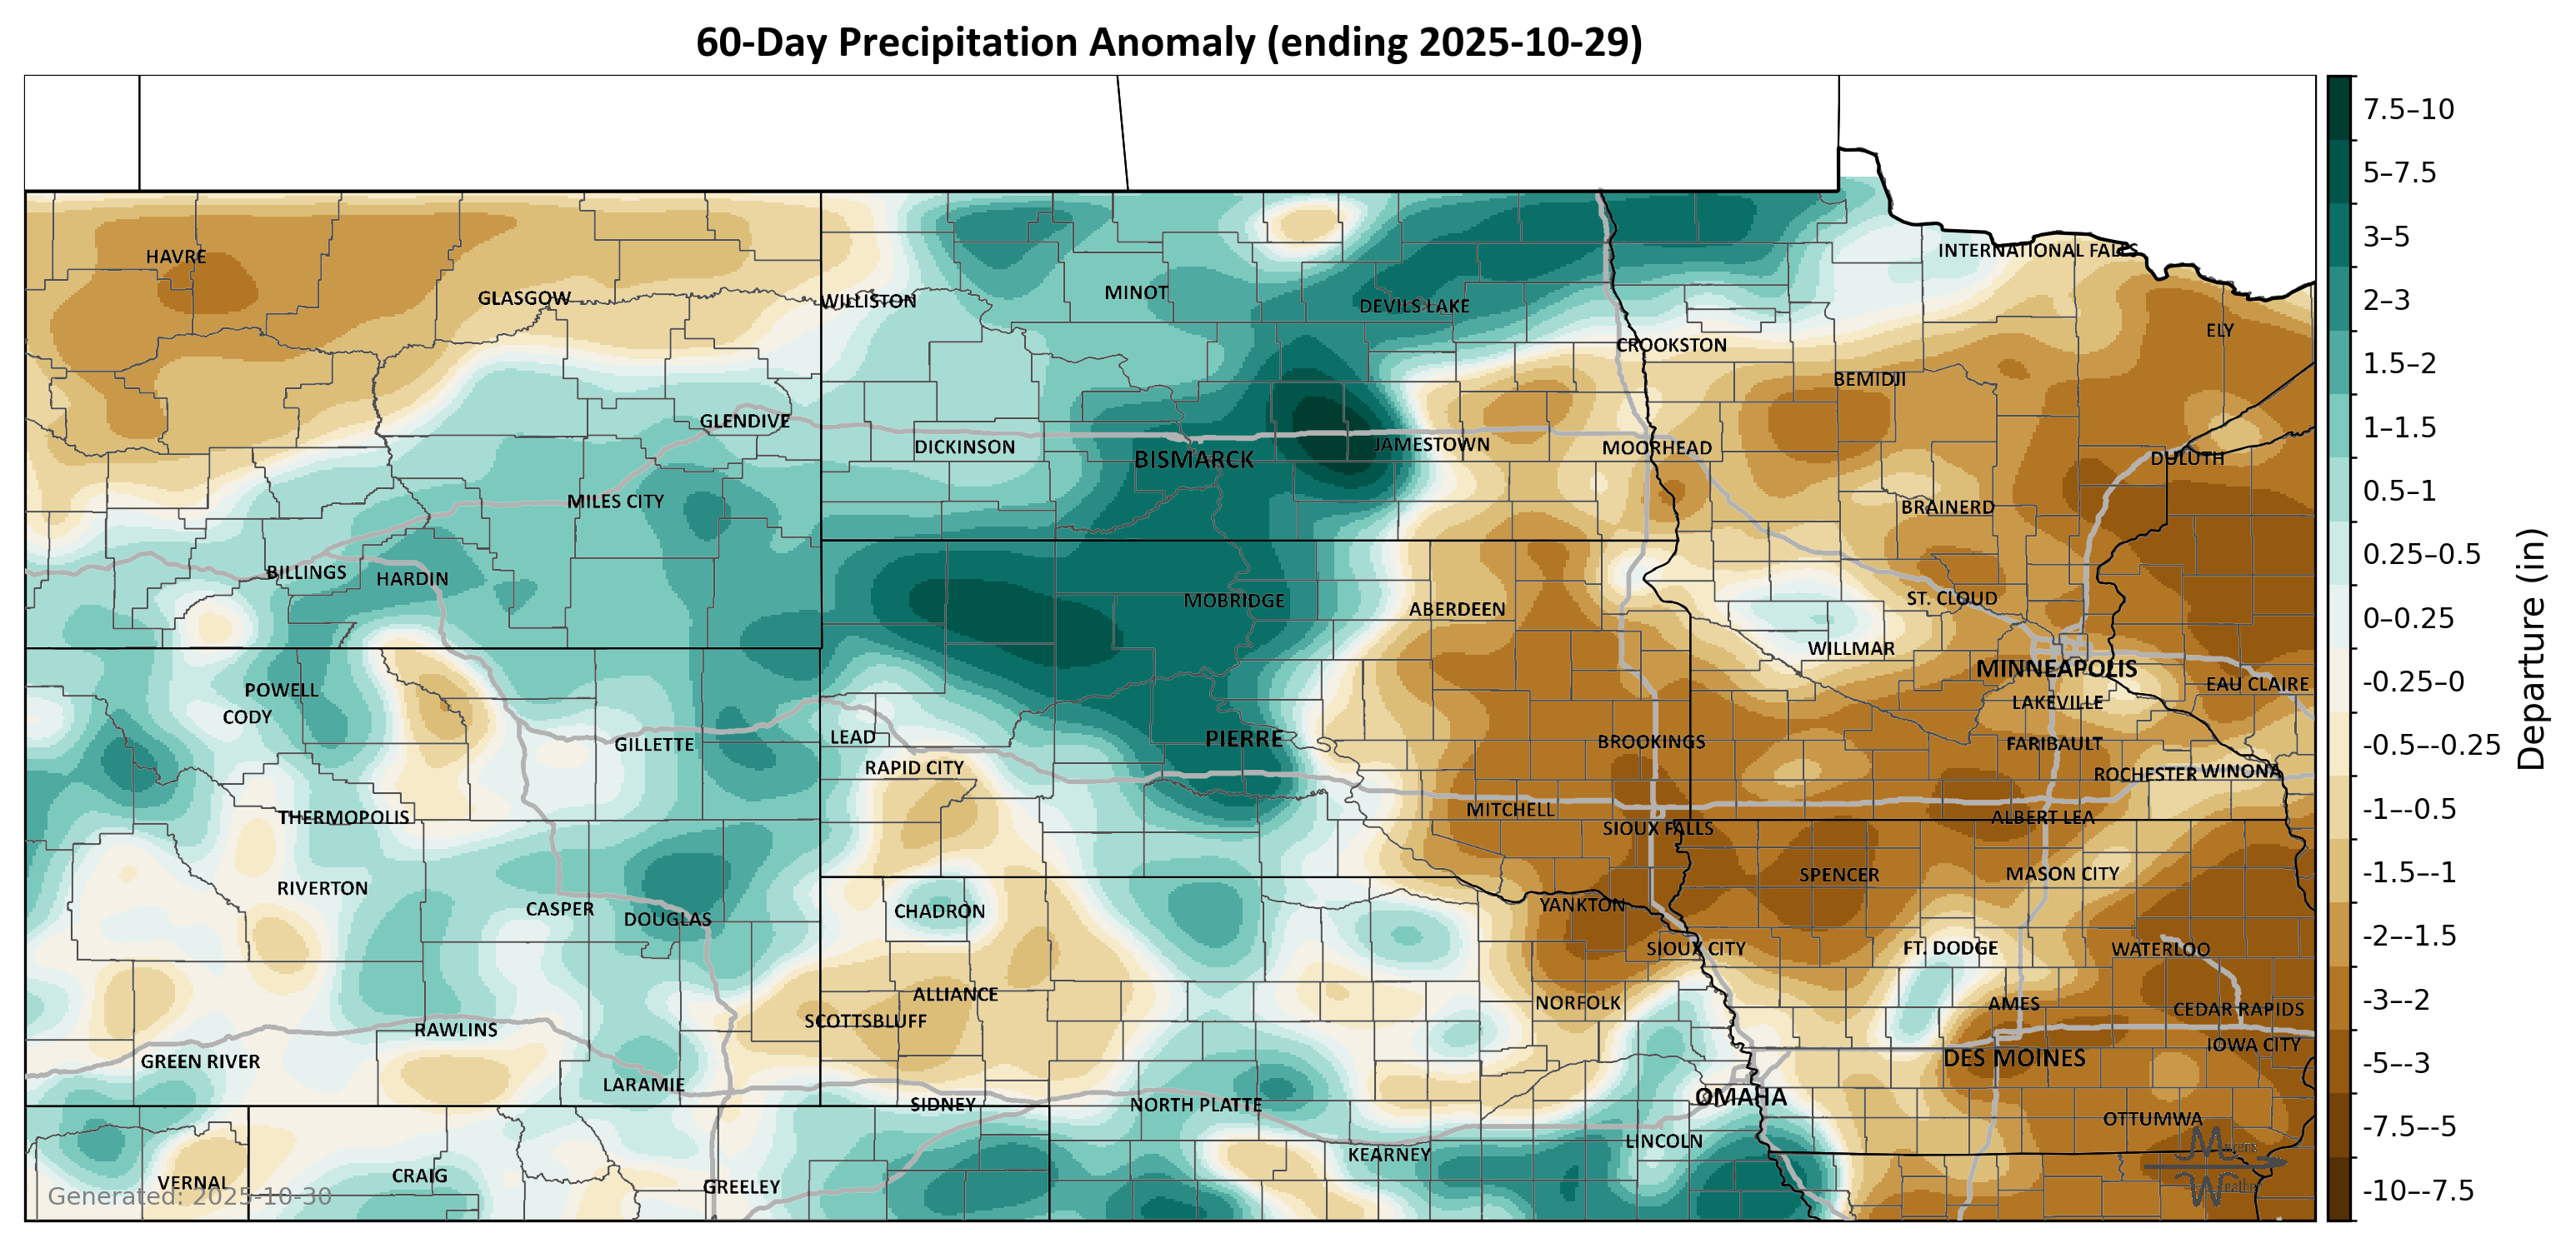 60-Day Precipitation Anomaly (ending 2025-10-29)
HAVRE
GLASGOW
WILLISTON
MINOT
DEVILS LAKE
INTERNATIONAL FALLS
ELY
CROOKSTON
BEMIDJI
GLENDIVE
DICKINSON
BISMARCK
JAMESTOWN
MOORHEAD
DULUTH
MILES CITY
BRAINERD
BILLINGS
HARDIN
MOBRIDGE
ABERDEEN
ST. CLOUD
WILLMAR
MINNEAPOLIS
EAU CLAIRE
POWELL
CODY
LAKEVILLE
GILLETTE
LEAD
PIERRE
BROOKINGS
FARIBAULT
RAPID CITY
ROCHESTER
WINONA
THERMOPOLIS
MITCHELL
ALBERT LEA
SIOUX FALLS
RIVERTON
SPENCER
MASON CITY
CASPER
DOUGLAS
CHADRON
YANKTON
SIOUX CITY
FT. DODGE
WATERLOO
ALLIANCE
NORFOLK
AMES
CEDAR RAPIDS
SCOTTSBLUFF
RAWLINS
GREEN RIVER
IOWA CITY
DES MOINES
LARAMIE
SIDNEY
NORTH PLATTE
OMAHA
OTTUMWA
LINCOLN
KEARNEY
VERNAL
CRAIG
GREELEY
Generated: 2025-10-30
7.5–10
5–7.5
3–5
2–3
1.5–2
1–1.5
0.5–1
0.25–0.5
0–0.25
-0.25–0
-0.5–-0.25
-1–-0.5
-1.5–-1
-2–-1.5
-3–-2
-5–-3
-7.5–-5
-10–-7.5
Departure (in)